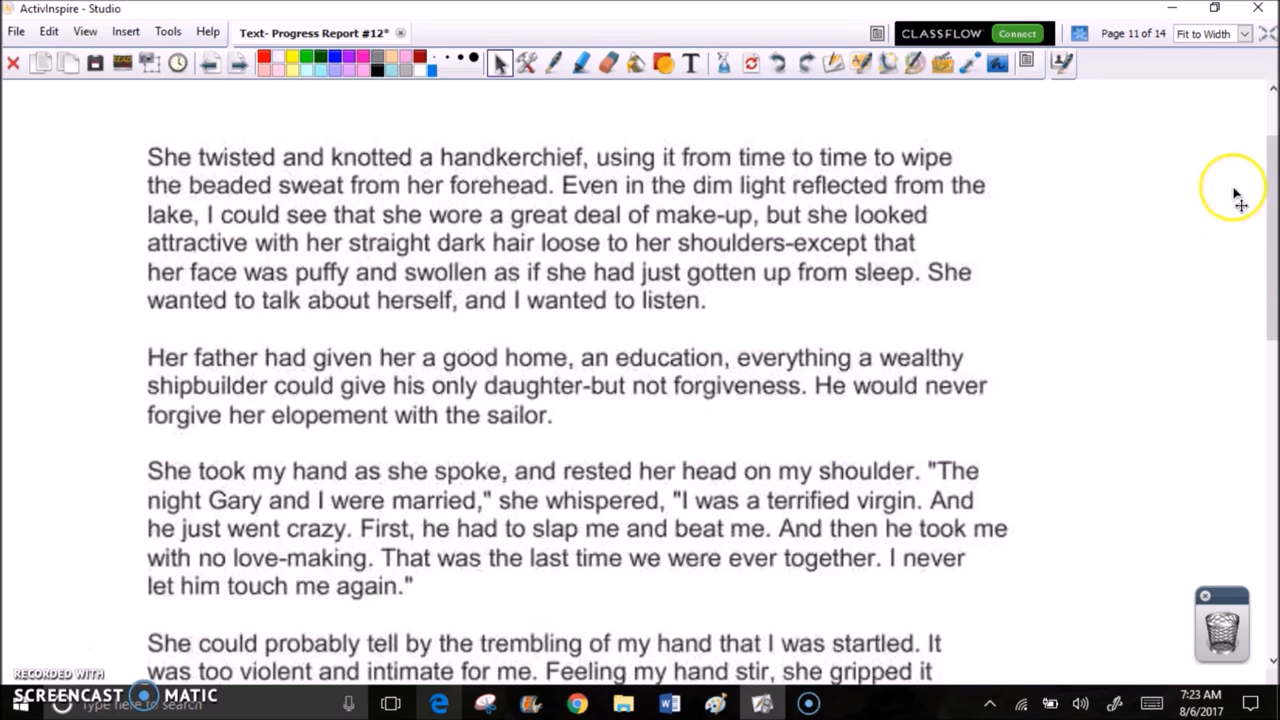 ActivInspire - Studio
File Edit View Insert Tools Help
Text- Progress Report #12*
CLASSFLOW Connect
Page 11 of 14
Fit to Width
She twisted and knotted a handkerchief, using it from time to time to wipe
the beaded sweat from her forehead. Even in the dim light reflected from the
lake, I could see that she wore a great deal of make-up, but she looked
attractive with her straight dark hair loose to her shoulders-except that
her face was puffy and swollen as if she had just gotten up from sleep. She
wanted to talk about herself, and I wanted to listen.
Her father had given her a good home, an education, everything a wealthy
shipbuilder could give his only daughter-but not forgiveness. He would never
forgive her elopement with the sailor.
She took my hand as she spoke, and rested her head on my shoulder. "The
night Gary and I were married," she whispered, "I was a terrified virgin. And
he just went crazy. First, he had to slap me and beat me. And then he took me
with no love-making. That was the last time we were ever together. I never
let him touch me again."
She could probably tell by the trembling of my hand that I was startled. It
was too violent and intimate for me. Feeling my hand stir, she gripped it
RECORDED WITH
SCREENCAST MATIC
Type here to search
7:23 AM
8/6/2017